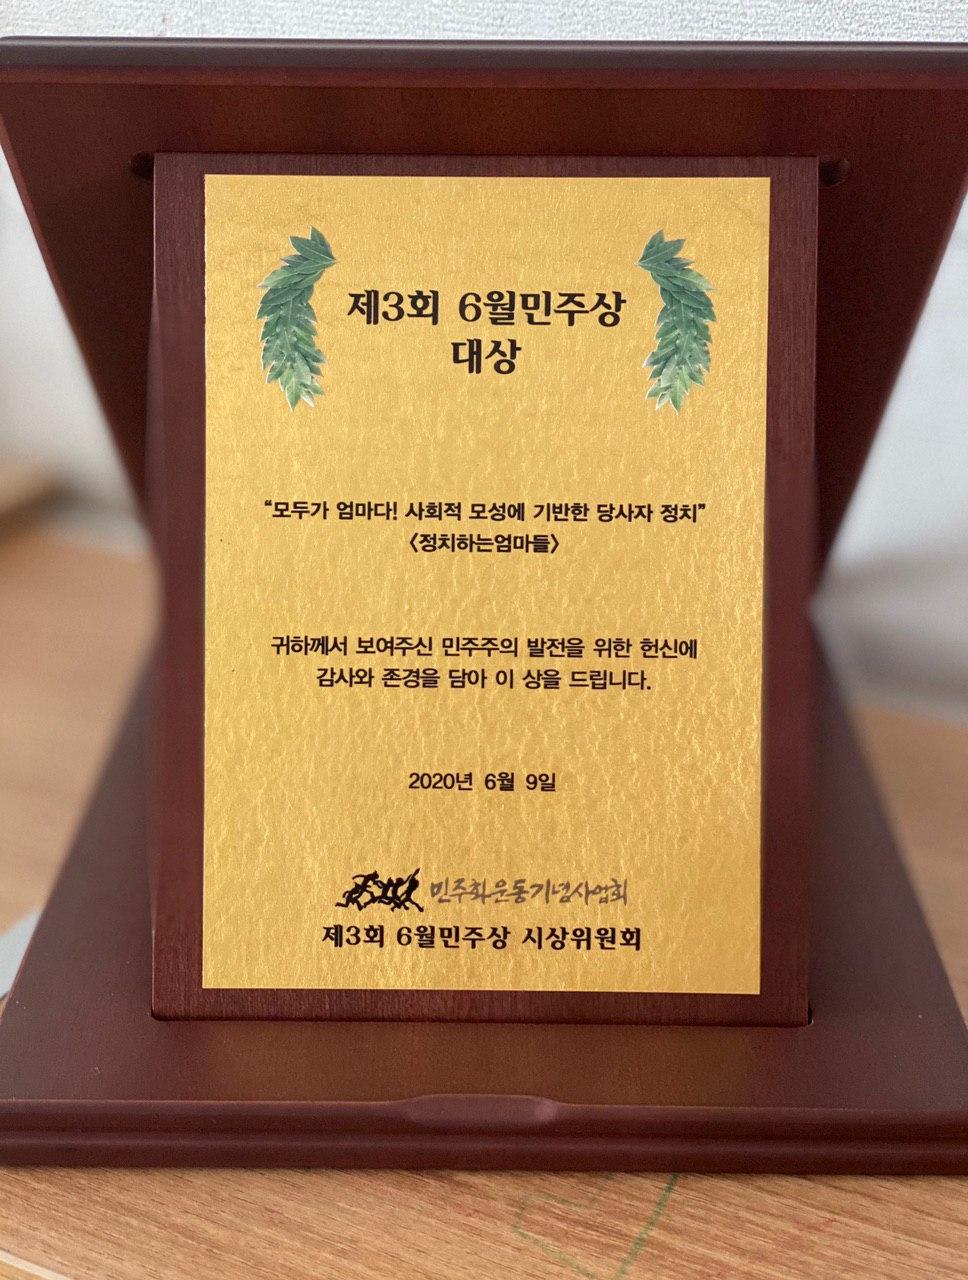 제3회 6월민주상
대상
“모두가 엄마다! 사회적 모성에 기반한 당사자 정치”
〈정치하는엄마들〉
귀하께서 보여주신 민주주의 발전을 위한 헌신에
감사와 존경을 담아 이 상을 드립니다.
2020년 6월 9일
민주화운동기념사업회
제3회 6월민주상 시상위원회